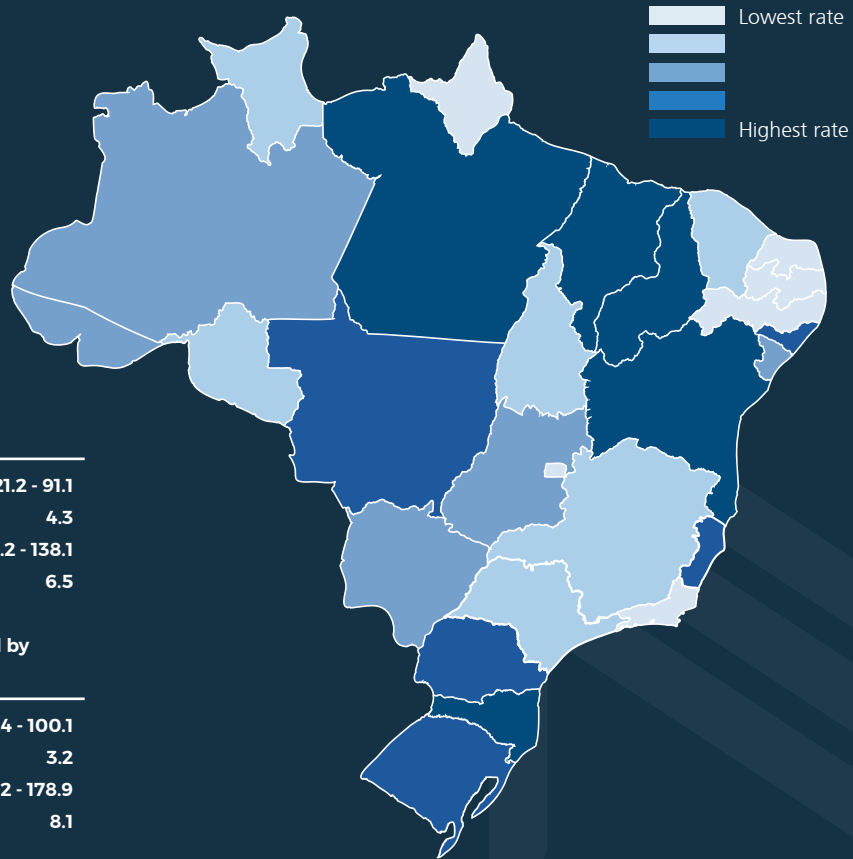 Lowest rate
Highest rate
21.2 - 91.1
4.3
.2 - 138.1
6.5
by
4 - 100.1
3.2
2 - 178.9
8.1